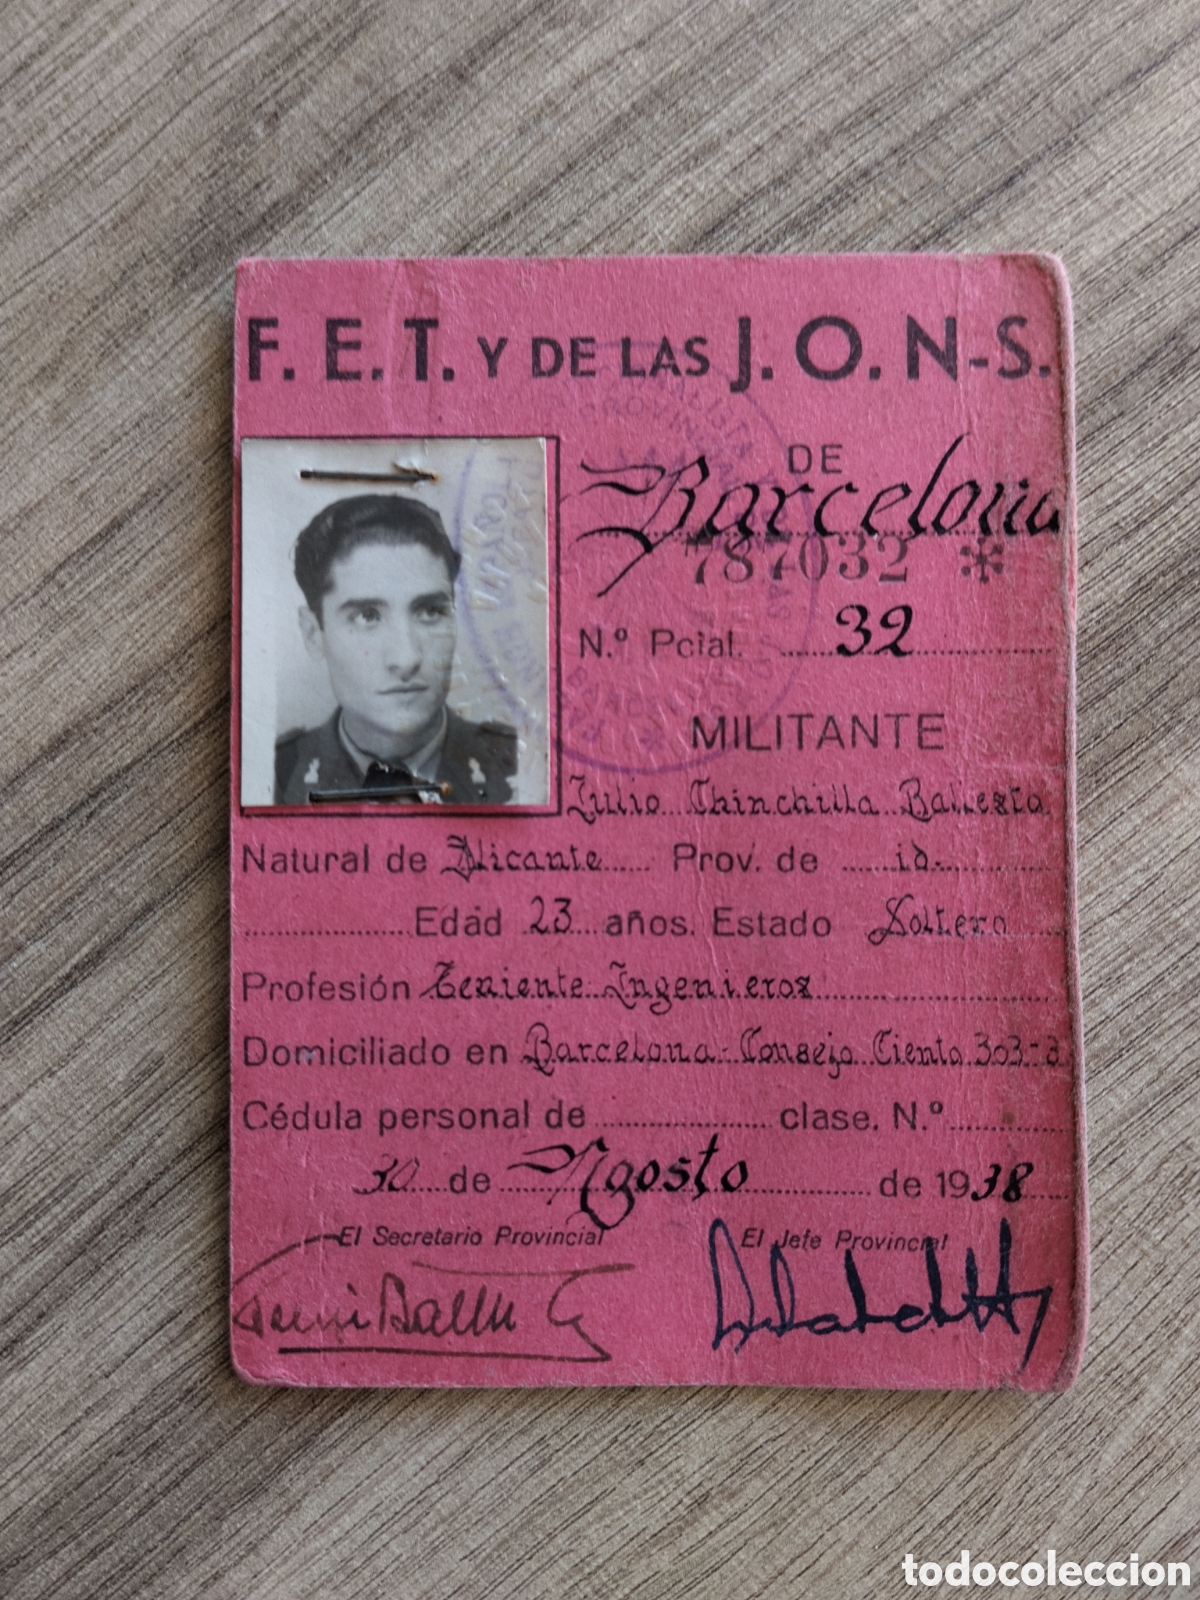 F. E. T. Y DE LAS J. O. N-S.
DE
Barcelona
787032 *
N.º Pcial. 32
MILITANTE
Julio Chinchilla Ballesta
Natural de Alicante Prov. de id.
Edad 23 años. Estado Soltero
Profesión Teniente Ingenieros
Domiciliado en Barcelona-Consejo Ciento 303-3
Cédula personal de clase. N.º
30 de Agosto de 1938
El Secretario Provincial El Jefe Provincial
todocoleccion